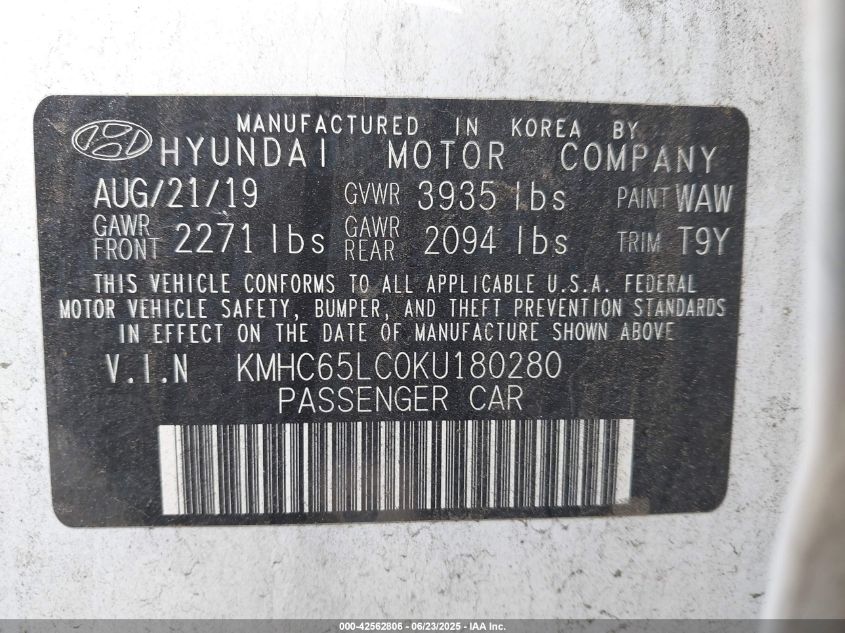 MANUFACTURED IN KOREA BY
HYUNDAI MOTOR COMPANY
AUG/21/19 GVWR 3935 lbs PAINT WAW
GAWR FRONT 2271 lbs GAWR REAR 2094 lbs TRIM T9Y
THIS VEHICLE CONFORMS TO ALL APPLICABLE U.S.A. FEDERAL
MOTOR VEHICLE SAFETY, BUMPER, AND THEFT PREVENTION STANDARDS
IN EFFECT ON THE DATE OF MANUFACTURE SHOWN ABOVE
V.I.N KMHC65LC0KU180280
PASSENGER CAR
000-42562806 - 06/23/2025 - IAA Inc.